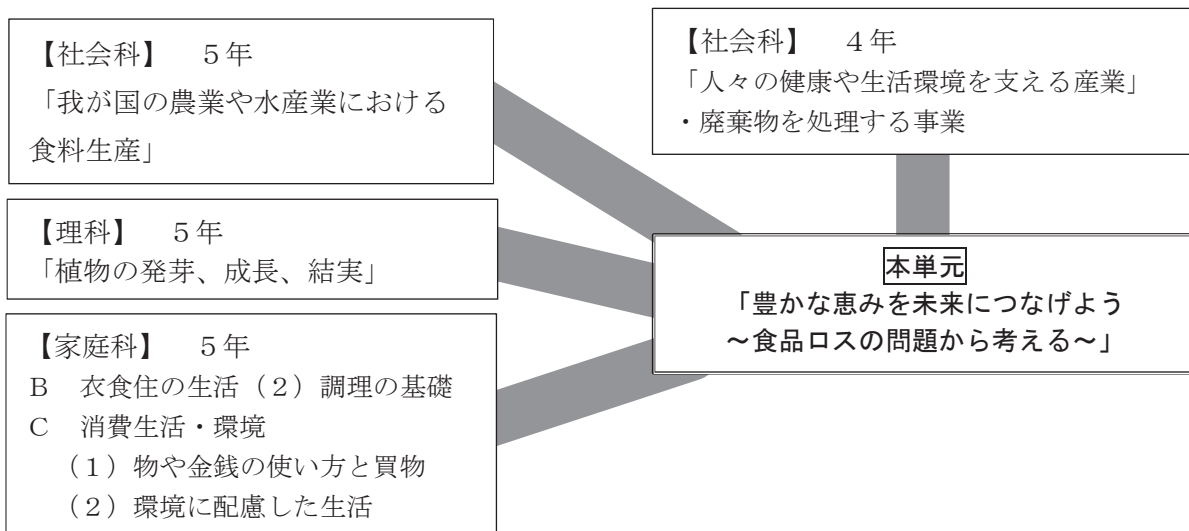 【社会科】　５年
「我が国の農業や水産業における
食料生産」
【社会科】　４年
「人々の健康や生活環境を支える産業」
・廃棄物を処理する事業
【理科】　５年
「植物の発芽、成長、結実」
本単元
「豊かな恵みを未来につなげよう
～食品ロスの問題から考える～」
【家庭科】　５年
Ｂ　衣食住の生活（２）調理の基礎
Ｃ　消費生活・環境
（１）物や金銭の使い方と買物
（２）環境に配慮した生活